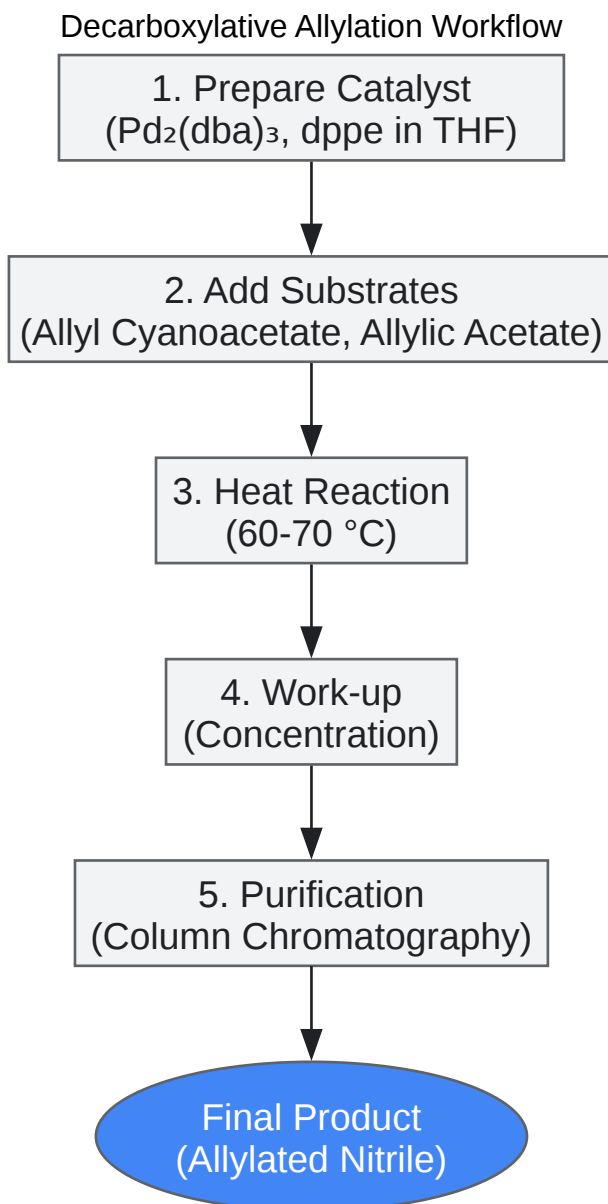 Decarboxylative Allylation Workflow
1. Prepare Catalyst
(Pd₂(dba)₃, dppe in THF)
2. Add Substrates
(Allyl Cyanoacetate, Allylic Acetate)
3. Heat Reaction
(60-70 °C)
4. Work-up
(Concentration)
5. Purification
(Column Chromatography)
Final Product
(Allylated Nitrile)